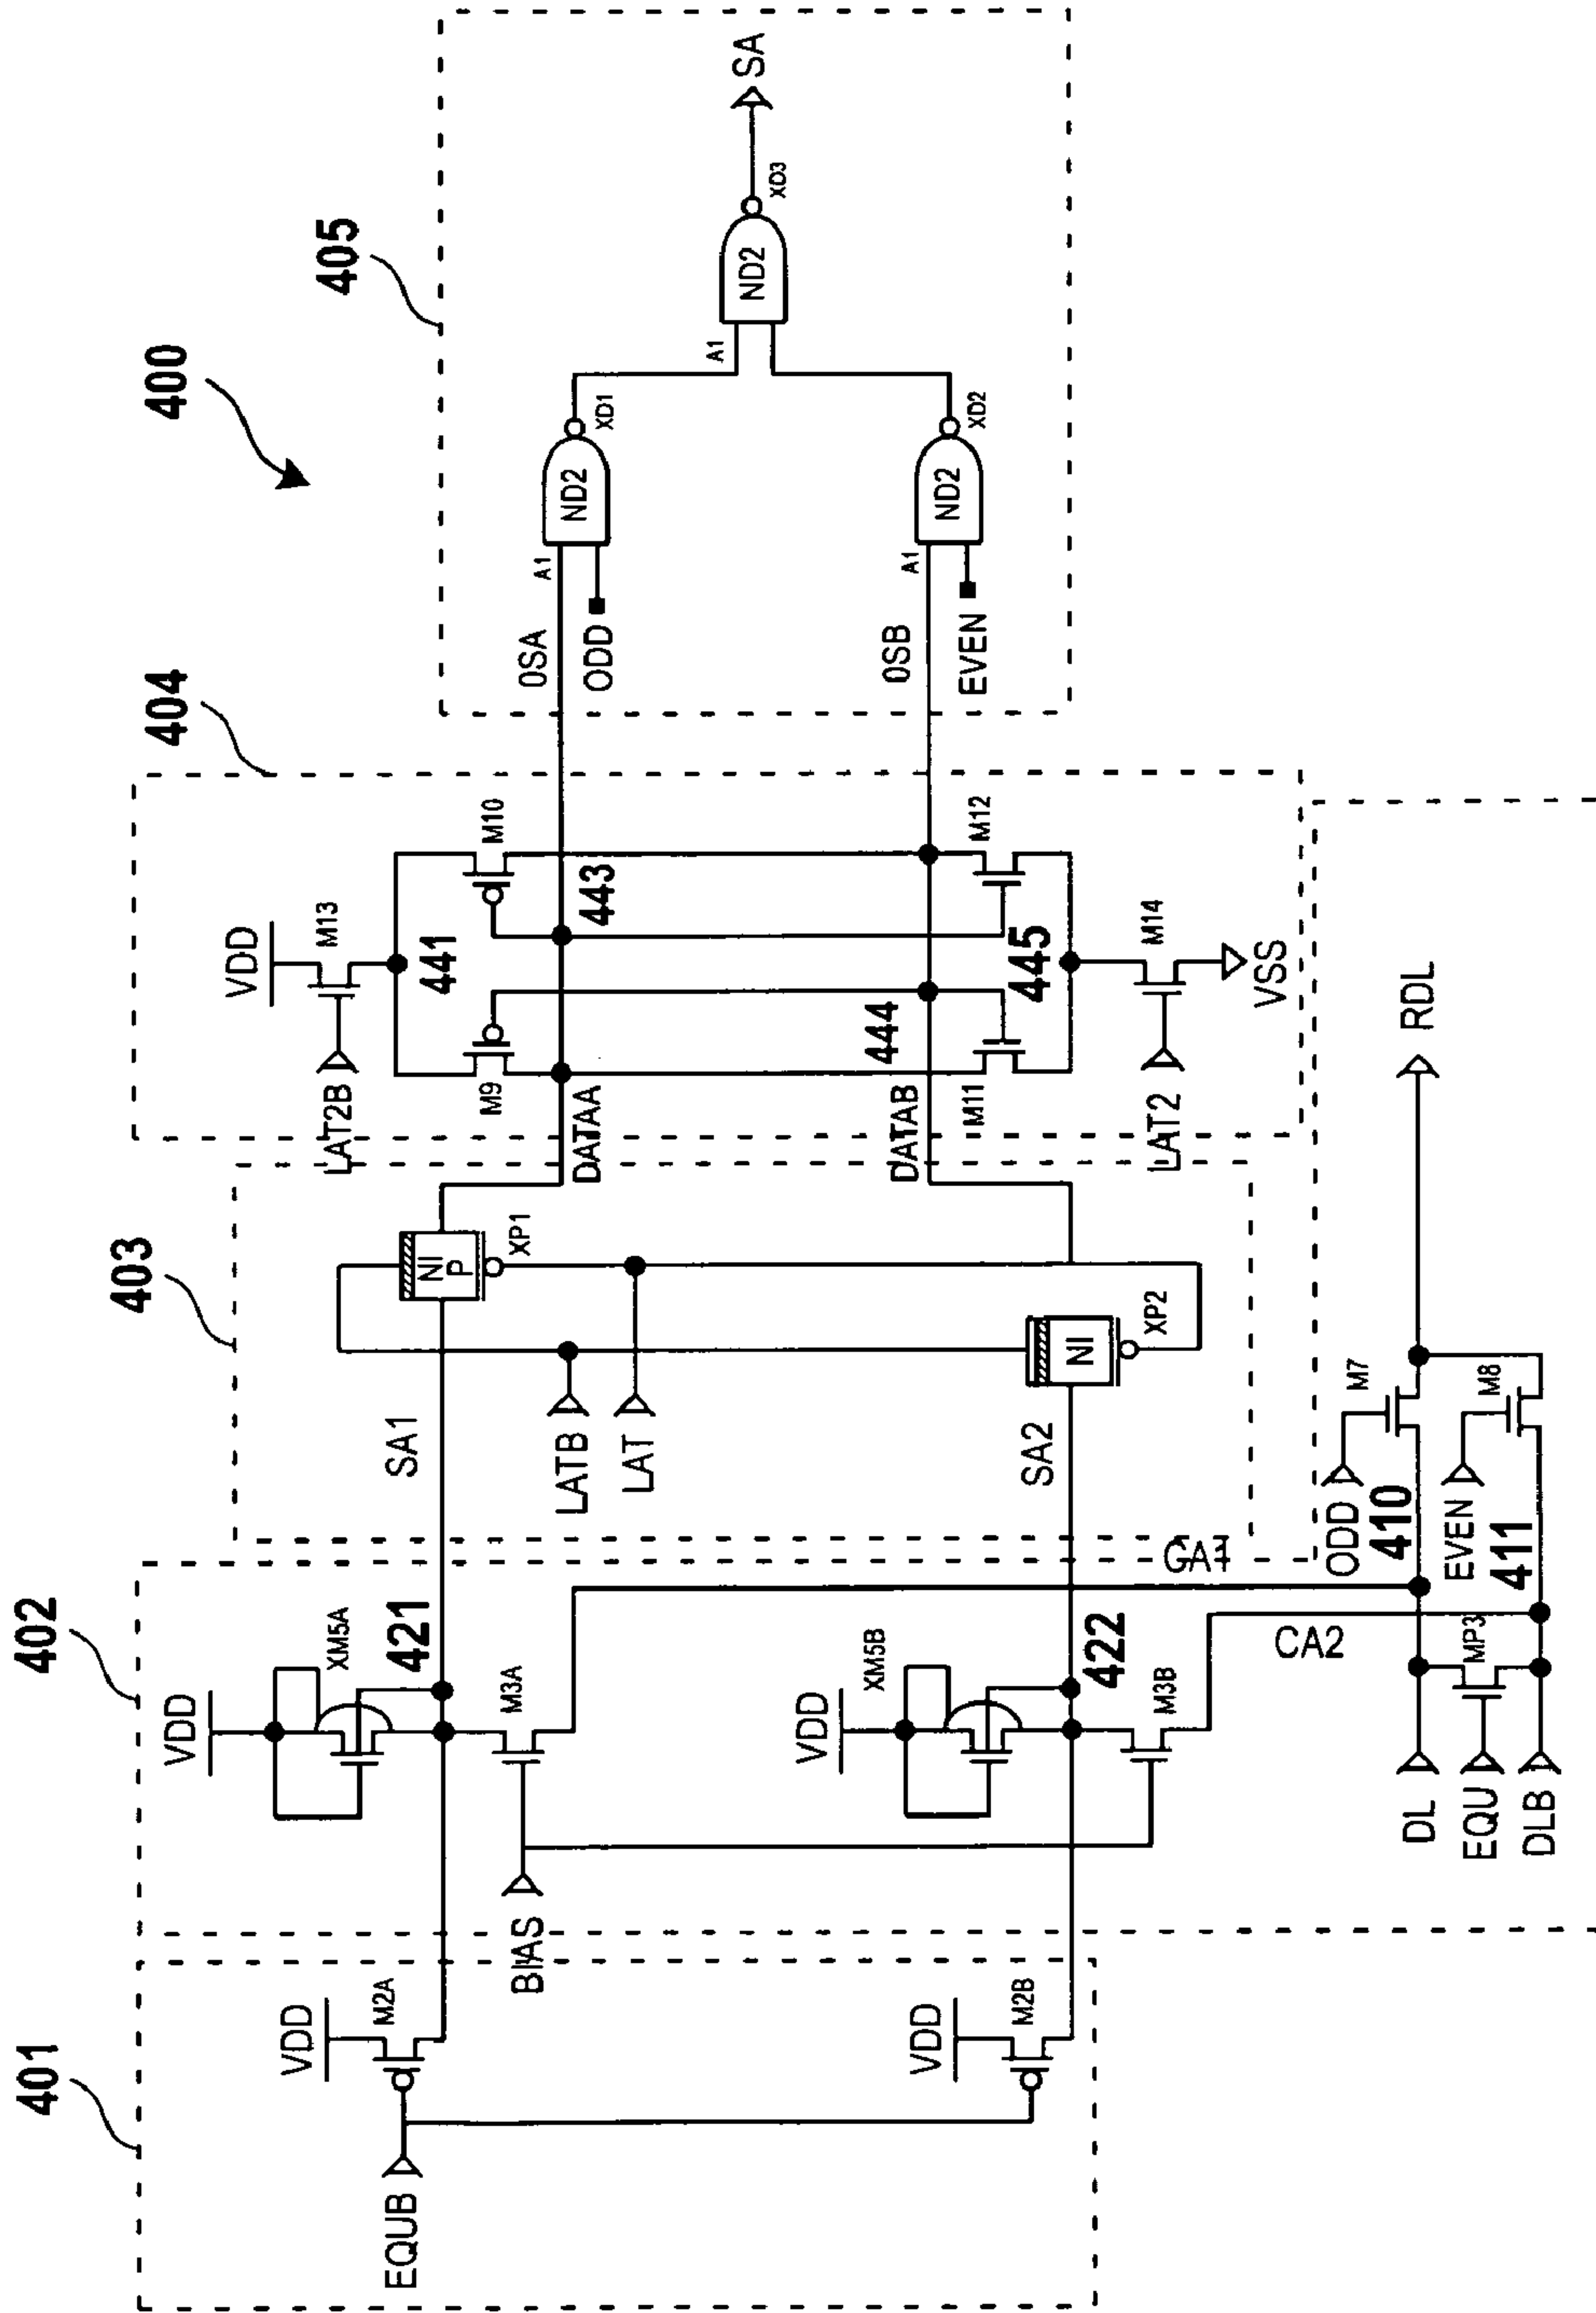 400
401
402
403
404
405
EQUB
VDD
M2A
VDD
M2B
BIAS
VDD
XM5A
421
M3A
VDD
XM5B
422
M3B
CA1
CA2
DL
EQU
DLB
MP3
410
411
ODD
M7
EVEN
M8
RDL
SA1
LATB
LAT
SA2
NI
P
XP1
NI
XP2
DATAA
DATAB
LAT2B
VDD
M13
441
M9
M10
443
444
M11
M12
445
LAT2
M14
VSS
0SA
ODD
A1
ND2
XD1
0SB
EVEN
A1
ND2
XD2
A1
ND2
XD3
SA